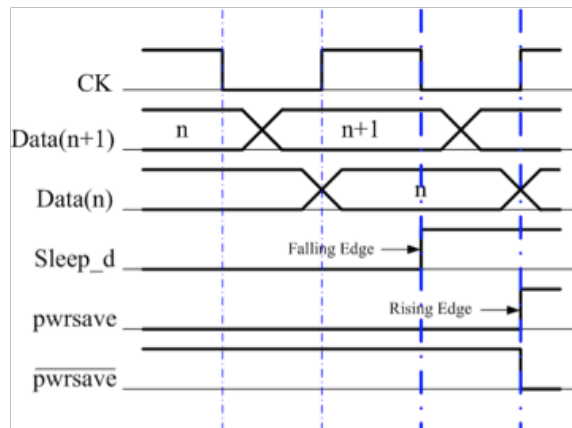 CK
Data(n+1)
n
n+1
Data(n)
n
Sleep_d
Falling Edge
pwrsave
Rising Edge
pwrsave